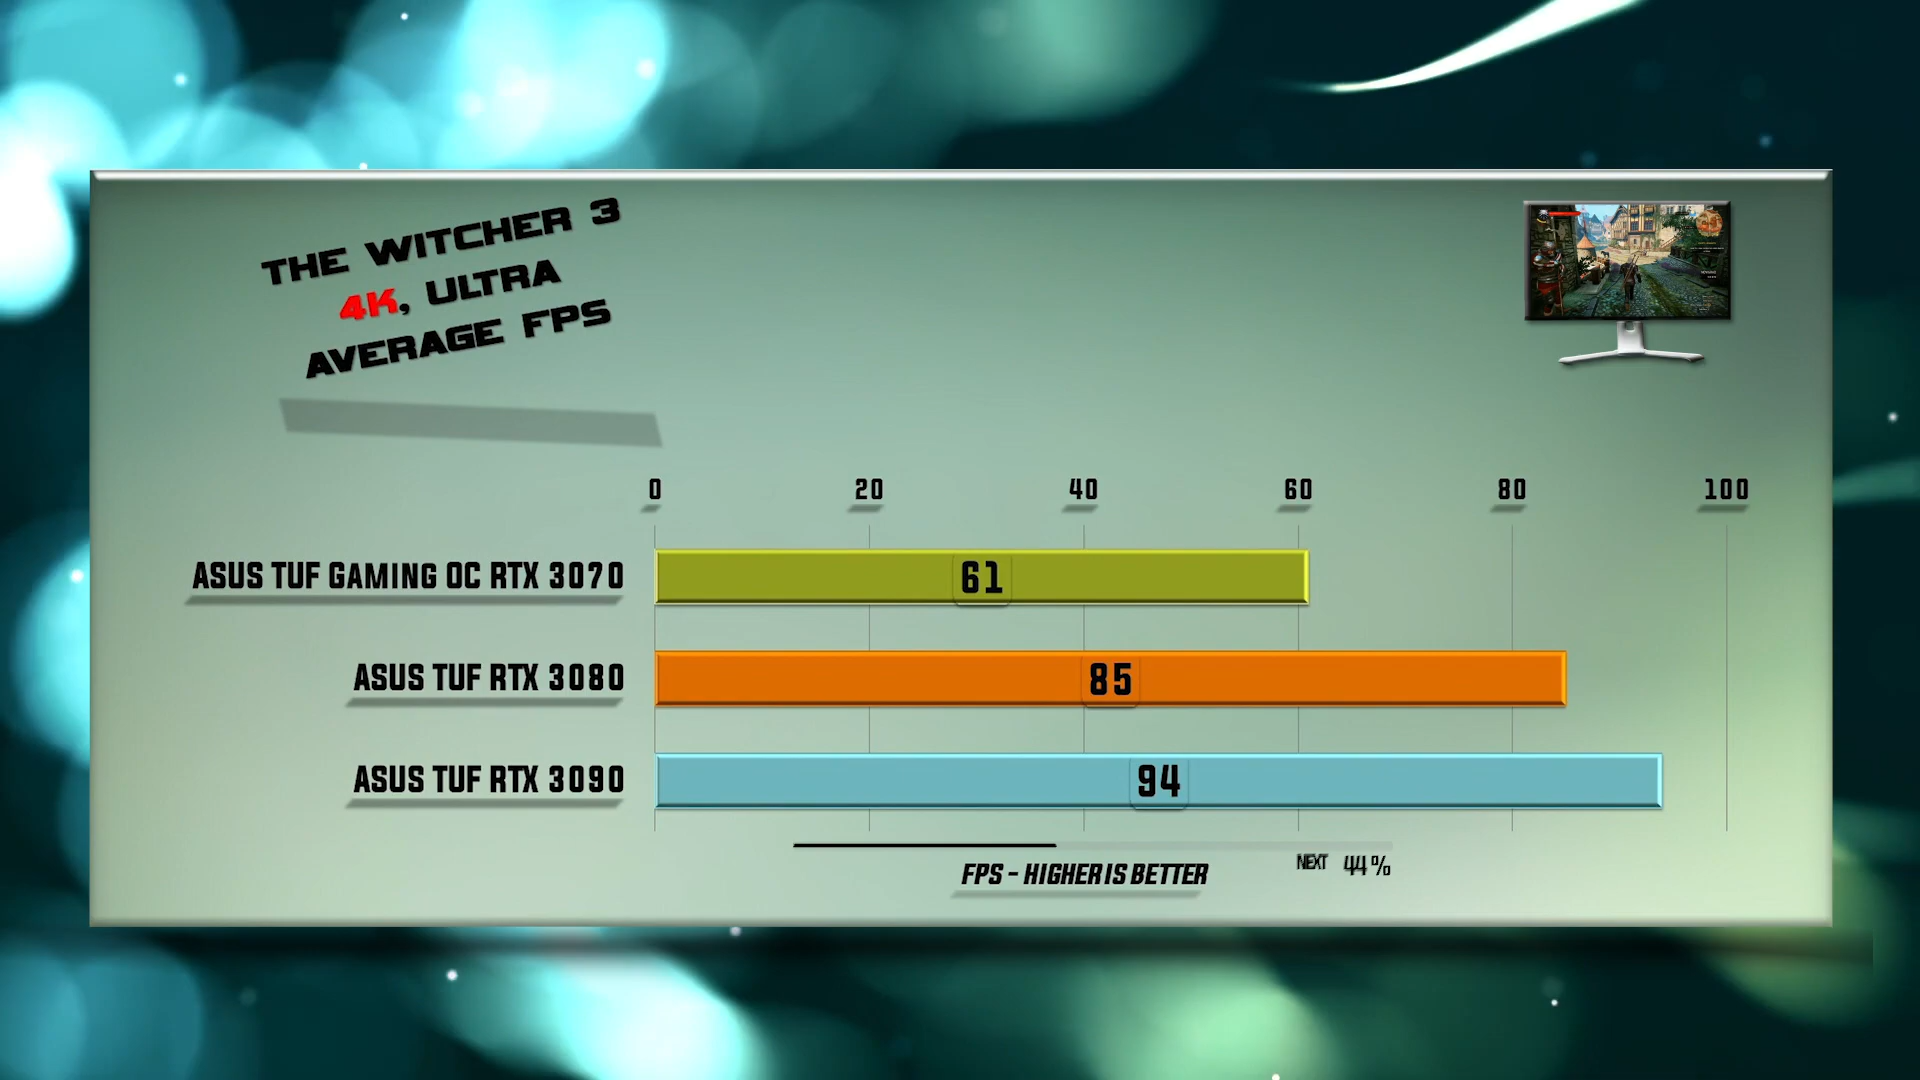 THE WITCHER 3
4K, ULTRA
AVERAGE FPS
0 20 40 60 80 100
ASUS TUF GAMING OC RTX 3070 61
ASUS TUF RTX 3080 85
ASUS TUF RTX 3090 94
FPS - HIGHER IS BETTER
NEXT 44%